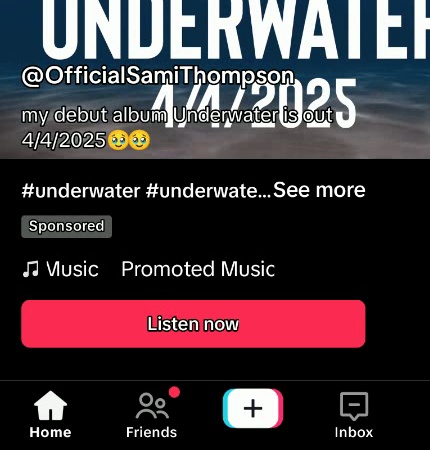 UNDERWATER
@OfficialSamiThompson
4/4/2025
my debut album Underwater is out
4/4/2025🥹🥹
#underwater #underwate...See more
Sponsored
Music Promoted Music
Listen now
Home Friends Inbox